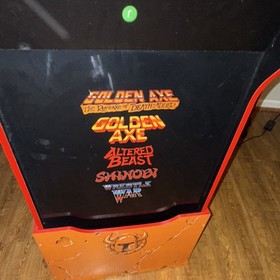 GOLDEN AXE
The Revenge of Death Adder
GOLDEN
AXE
ALTERED
BEAST
SHINOBI
WRESTLE
WAR